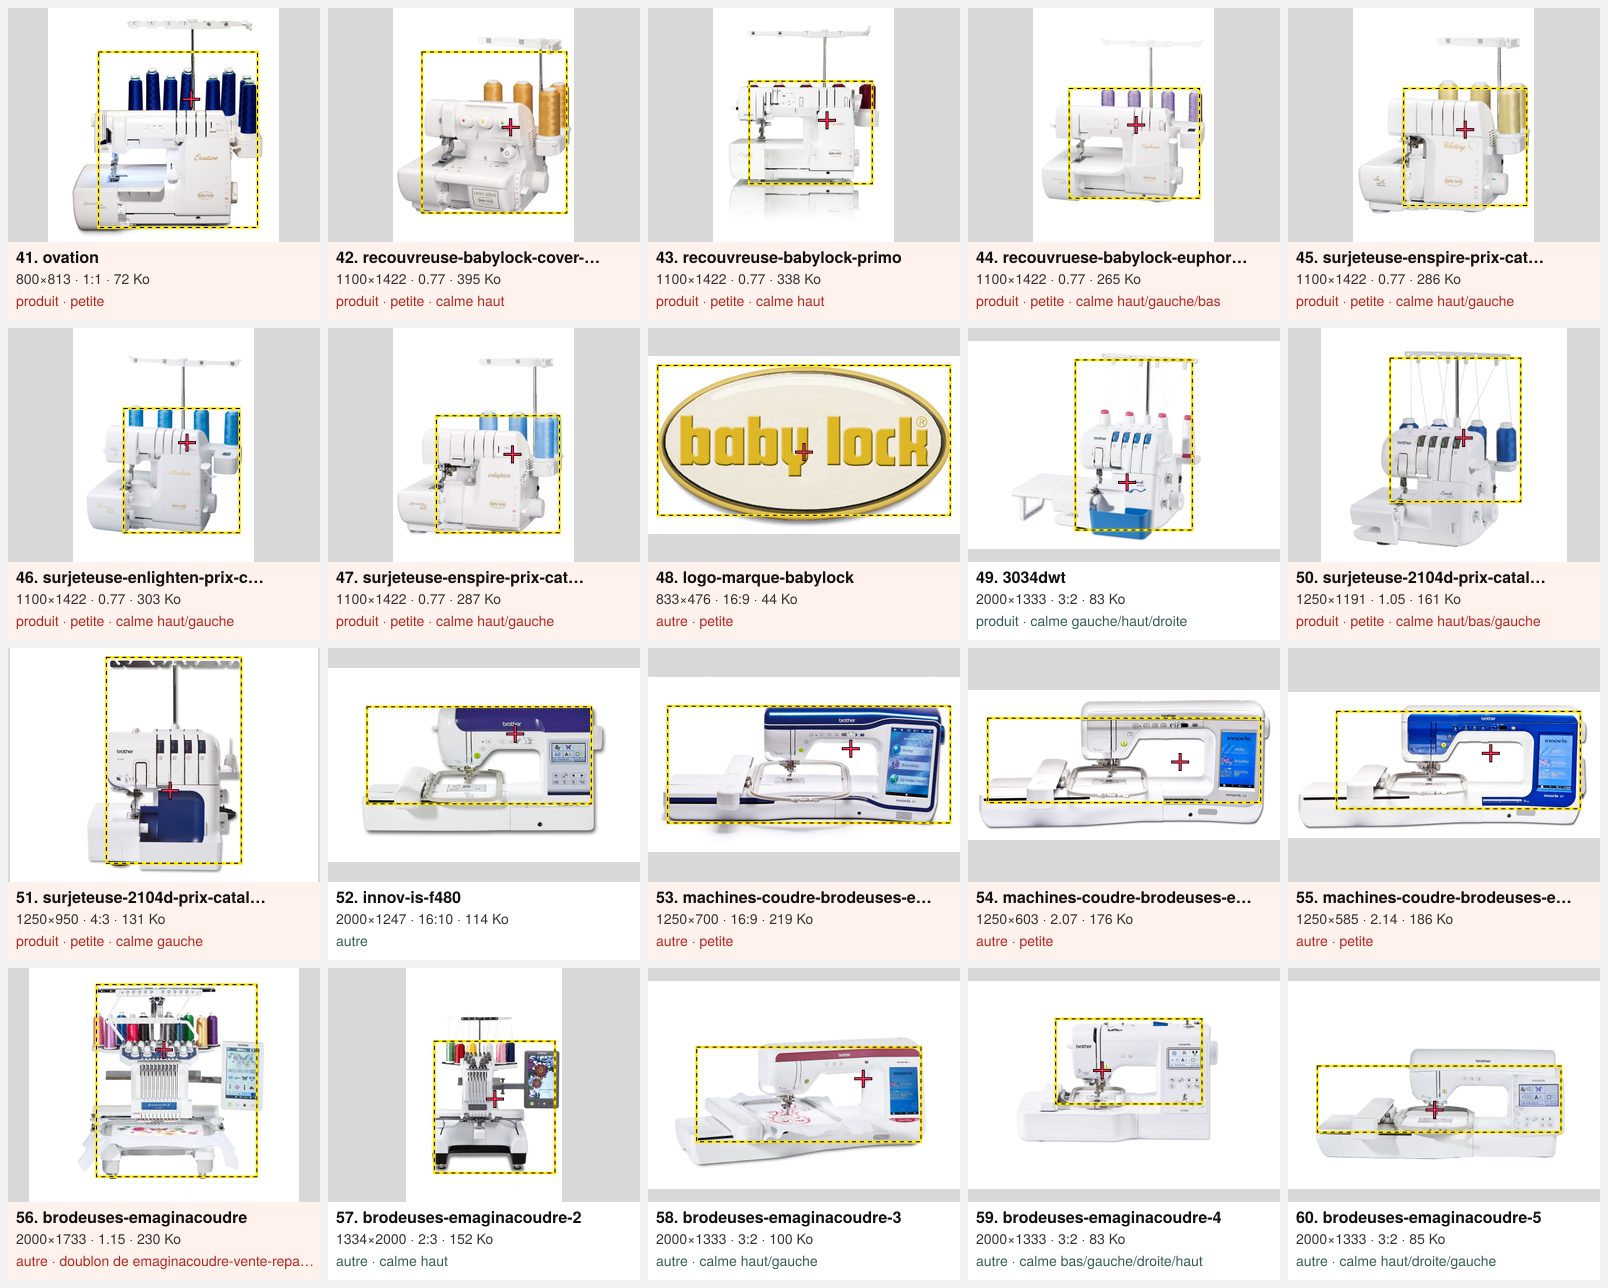 41. ovation
800×813 · 1:1 · 72 Ko
produit · petite
42. recouvreuse-babylock-cover-…
1100×1422 · 0.77 · 395 Ko
produit · petite · calme haut
43. recouvreuse-babylock-primo
1100×1422 · 0.77 · 338 Ko
produit · petite · calme haut
44. recouvruese-babylock-euphor…
1100×1422 · 0.77 · 265 Ko
produit · petite · calme haut/gauche/bas
45. surjeteuse-enspire-prix-cat…
1100×1422 · 0.77 · 286 Ko
produit · petite · calme haut/gauche
baby lock®
46. surjeteuse-enlighten-prix-c…
1100×1422 · 0.77 · 303 Ko
produit · petite · calme haut/gauche
47. surjeteuse-enspire-prix-cat…
1100×1422 · 0.77 · 287 Ko
produit · petite · calme haut/gauche
48. logo-marque-babylock
833×476 · 16:9 · 44 Ko
autre · petite
49. 3034dwt
2000×1333 · 3:2 · 83 Ko
produit · calme gauche/haut/droite
50. surjeteuse-2104d-prix-catal…
1250×1191 · 1.05 · 161 Ko
produit · petite · calme haut/bas/gauche
brother
brother
brother
brother
brother
innovis
innovis
51. surjeteuse-2104d-prix-catal…
1250×950 · 4:3 · 131 Ko
produit · petite · calme gauche
52. innov-is-f480
2000×1247 · 16:10 · 114 Ko
autre
53. machines-coudre-brodeuses-e…
1250×700 · 16:9 · 219 Ko
autre · petite
54. machines-coudre-brodeuses-e…
1250×603 · 2.07 · 176 Ko
autre · petite
55. machines-coudre-brodeuses-e…
1250×585 · 2.14 · 186 Ko
autre · petite
brother
brother
56. brodeuses-emaginacoudre
2000×1733 · 1.15 · 230 Ko
autre · doublon de emaginacoudre-vente-repa…
57. brodeuses-emaginacoudre-2
1334×2000 · 2:3 · 152 Ko
autre · calme haut
58. brodeuses-emaginacoudre-3
2000×1333 · 3:2 · 100 Ko
autre · calme haut/gauche
59. brodeuses-emaginacoudre-4
2000×1333 · 3:2 · 83 Ko
autre · calme bas/gauche/droite/haut
60. brodeuses-emaginacoudre-5
2000×1333 · 3:2 · 85 Ko
autre · calme haut/droite/gauche